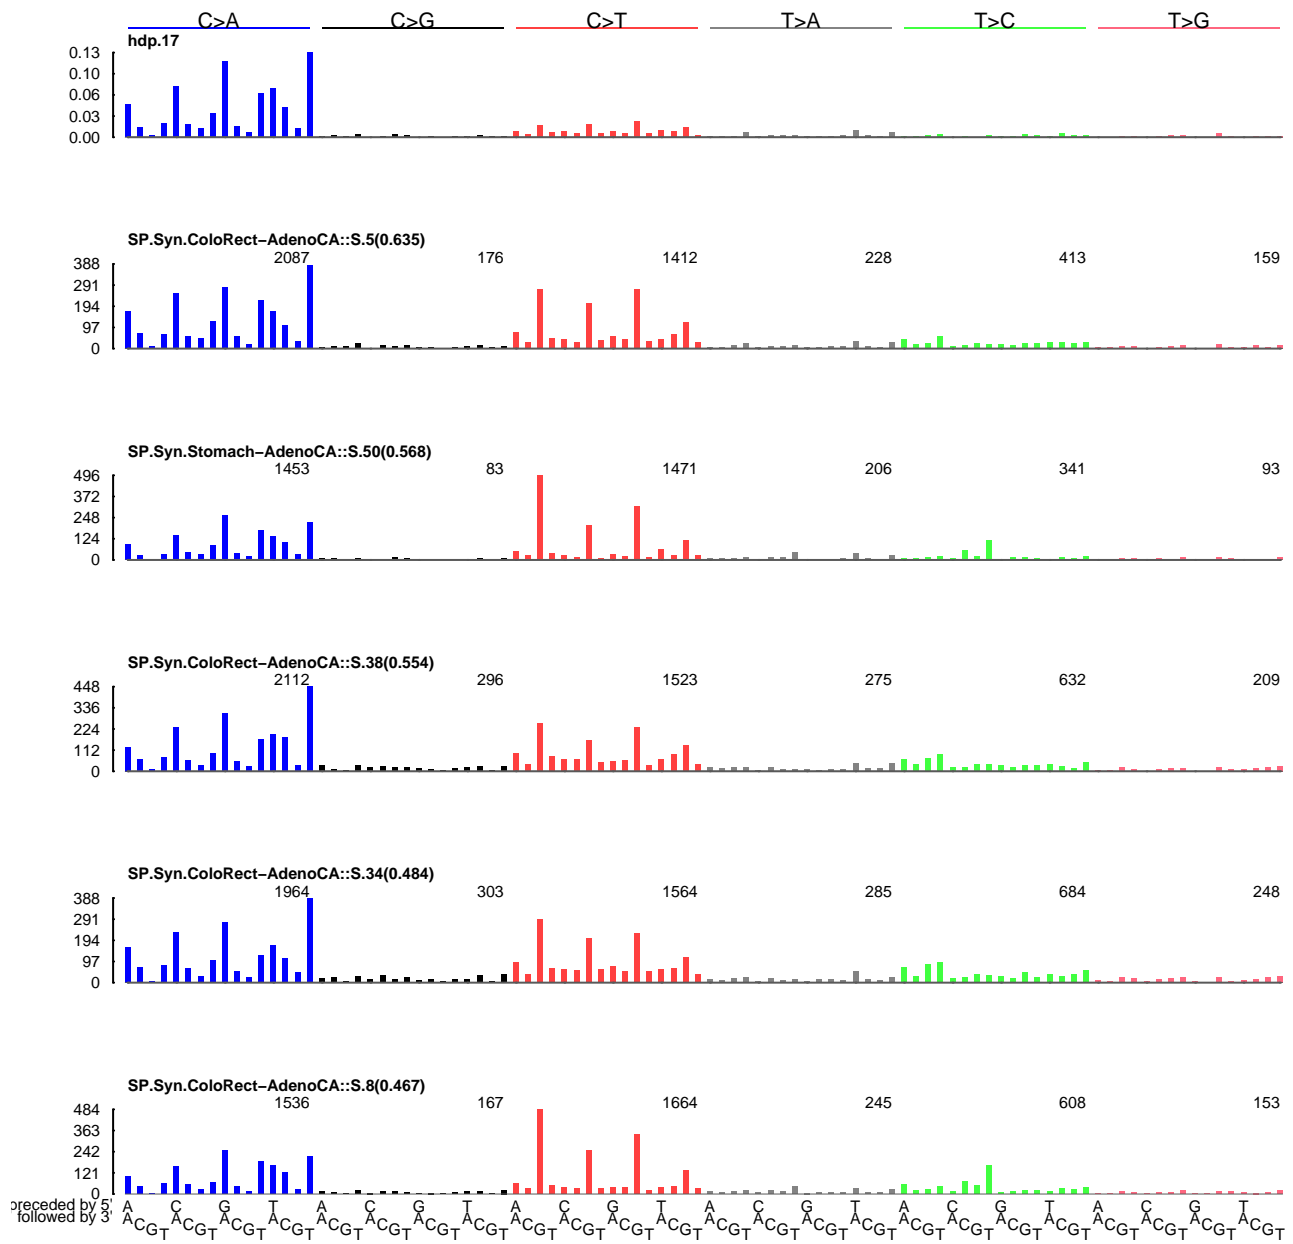 C>A C>G C>T T>A T>C T>G
hdp.17
0.13
0.10
0.06
0.03
0.00
SP.Syn.ColoRect−AdenoCA::S.5(0.635)
2087 176 1412 228 413 159
388
291
194
97
0
SP.Syn.Stomach−AdenoCA::S.50(0.568)
1453 83 1471 206 341 93
496
372
248
124
0
SP.Syn.ColoRect−AdenoCA::S.38(0.554)
2112 296 1523 275 632 209
448
336
224
112
0
SP.Syn.ColoRect−AdenoCA::S.34(0.484)
1964 303 1564 285 684 248
388
291
194
97
0
SP.Syn.ColoRect−AdenoCA::S.8(0.467)
1536 167 1664 245 608 153
484
363
242
121
0
preceded by 5' A C G T A C G T A C G T A C G T A C G T A C G T
followed by 3' A C G T A C G T A C G T A C G T A C G T A C G T A C G T A C G T A C G T A C G T A C G T A C G T A C G T A C G T A C G T A C G T A C G T A C G T A C G T A C G T A C G T A C G T A C G T A C G T